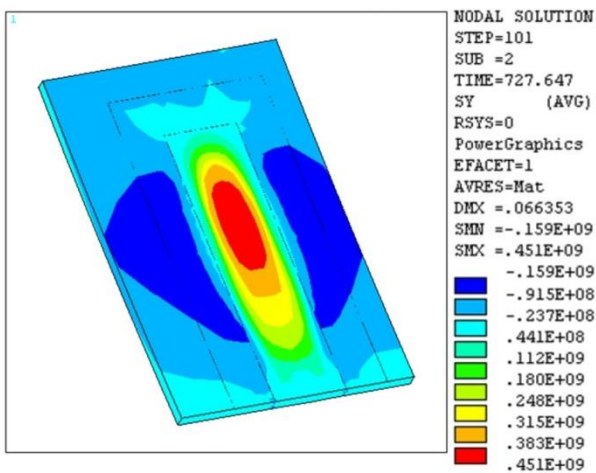 1
NODAL SOLUTION
STEP=101
SUB =2
TIME=727.647
SY (AVG)
RSYS=0
PowerGraphics
EFACET=1
AVRES=Mat
DMX =.066353
SMN =-.159E+09
SMX =.451E+09
-.159E+09
-.915E+08
-.237E+08
.441E+08
.112E+09
.180E+09
.248E+09
.315E+09
.383E+09
.451E+09